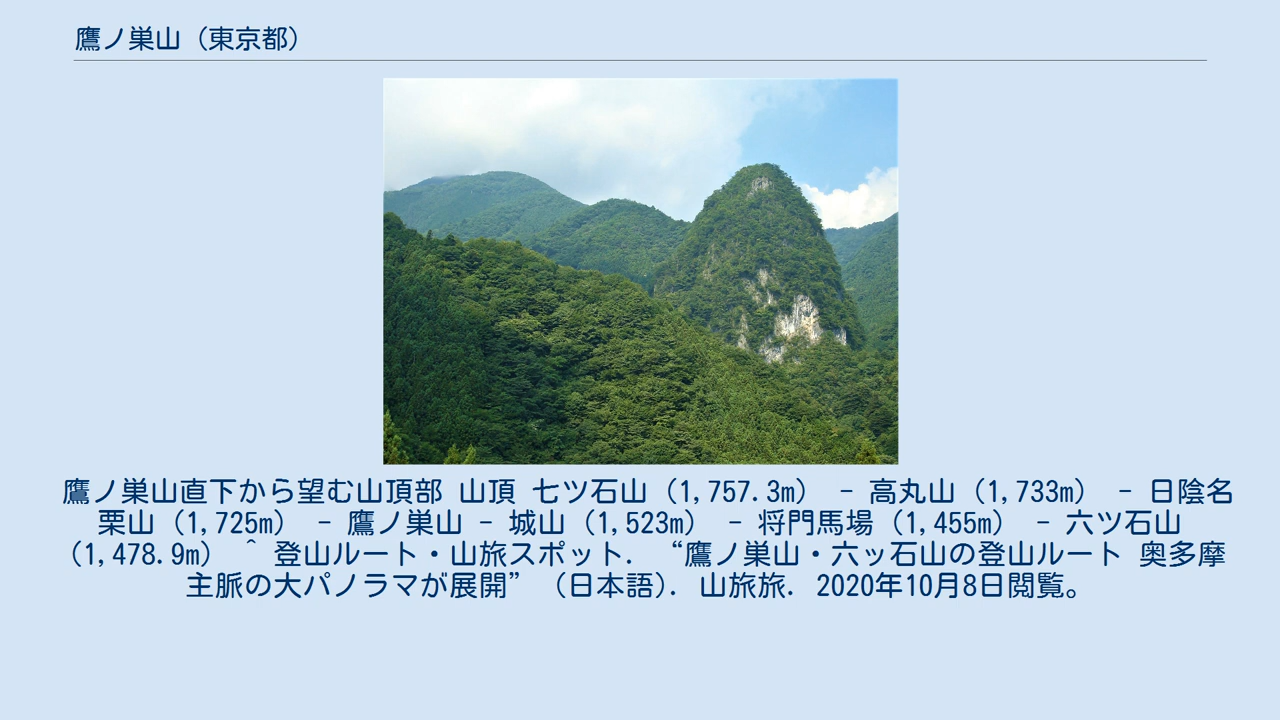 鷹ノ巣山（東京都）
鷹ノ巣山直下から望む山頂部 山頂 七ツ石山（1,757.3m） - 高丸山（1,733m） - 日陰名
栗山（1,725m） - 鷹ノ巣山 - 城山（1,523m） - 将門馬場（1,455m） - 六ツ石山
（1,478.9m） ^ 登山ルート・山旅スポット. “鷹ノ巣山・六ッ石山の登山ルート 奥多摩
主脈の大パノラマが展開”（日本語）. 山旅旅. 2020年10月8日閲覧。